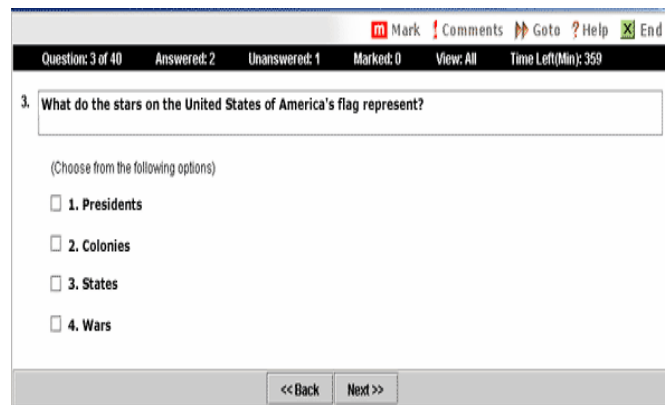 m Mark ! Comments Goto ? Help X End
Question: 3 of 40 Answered: 2 Unanswered: 1 Marked: 0 View: All Time Left(Min): 359
3. What do the stars on the United States of America's flag represent?
(Choose from the following options)
1. Presidents
2. Colonies
3. States
4. Wars
<< Back Next >>